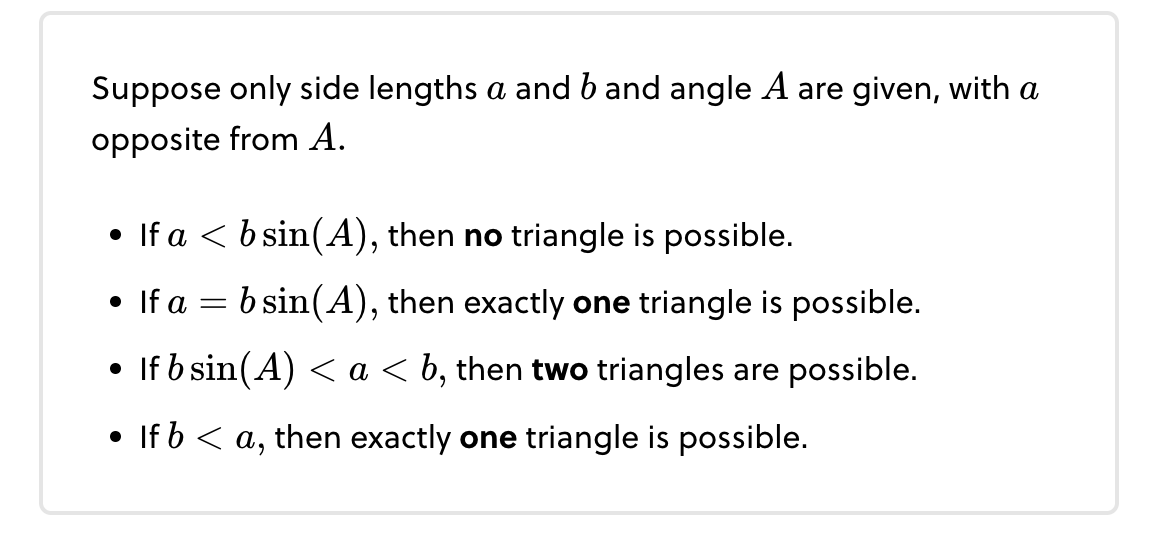 Suppose only side lengths a and b and angle A are given, with a
opposite from A.
• If a < b sin(A), then no triangle is possible.
• If a = b sin(A), then exactly one triangle is possible.
• If b sin(A) < a < b, then two triangles are possible.
• If b < a, then exactly one triangle is possible.